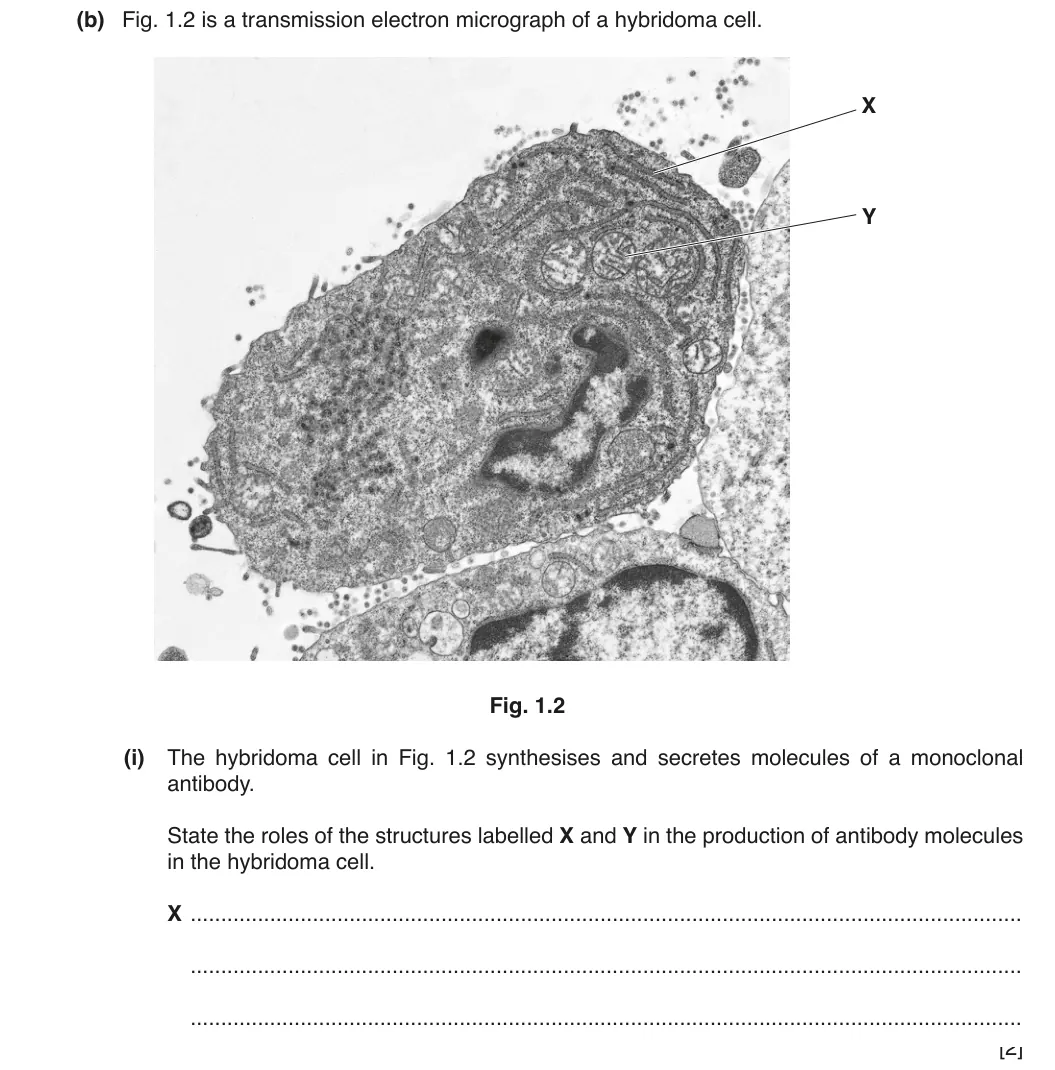 (b) Fig. 1.2 is a transmission electron micrograph of a hybridoma cell.
X
Y
Fig. 1.2
(i) The hybridoma cell in Fig. 1.2 synthesises and secretes molecules of a monoclonal
antibody.
State the roles of the structures labelled X and Y in the production of antibody molecules
in the hybridoma cell.
X ........................................................................................................................................
........................................................................................................................................
........................................................................................................................................
[2]